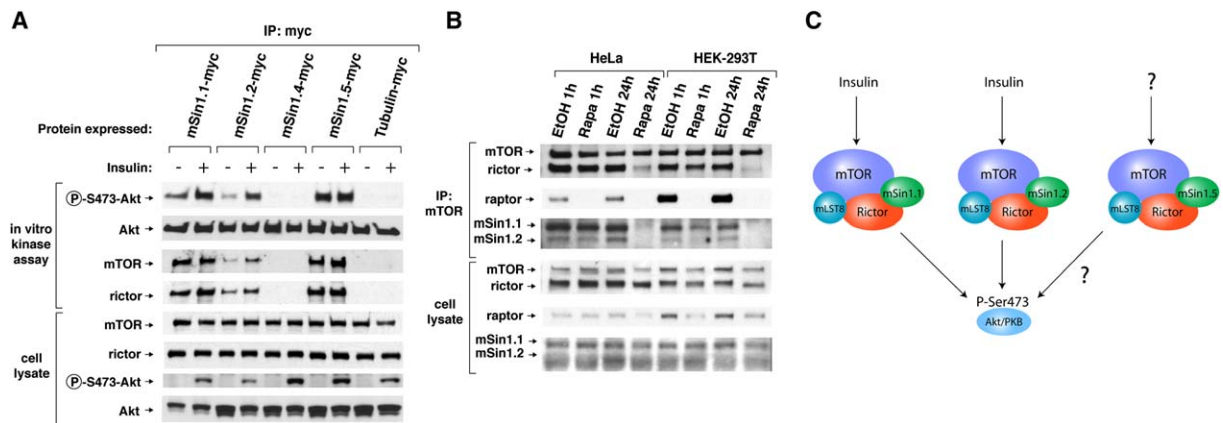 A
IP: myc
mSin1.1-myc
mSin1.2-myc
mSin1.4-myc
mSin1.5-myc
Tubulin-myc
Protein expressed:
Insulin: - + - + - + - + - +
in vitro
kinase
assay
P-S473-Akt
Akt
mTOR
rictor
cell
lysate
mTOR
rictor
P-S473-Akt
Akt
B
HeLa
HEK-293T
EtOH 1h
Rapa 1h
EtOH 24h
Rapa 24h
EtOH 1h
Rapa 1h
EtOH 24h
Rapa 24h
IP:
mTOR
mTOR
rictor
raptor
mSin1.1
mSin1.2
cell
lysate
mTOR
rictor
raptor
mSin1.1
mSin1.2
C
Insulin
Insulin
?
mTOR
mSin1.1
mLST8
Rictor
mTOR
mSin1.2
mLST8
Rictor
mTOR
mSin1.5
mLST8
Rictor
?
P-Ser473
Akt/PKB